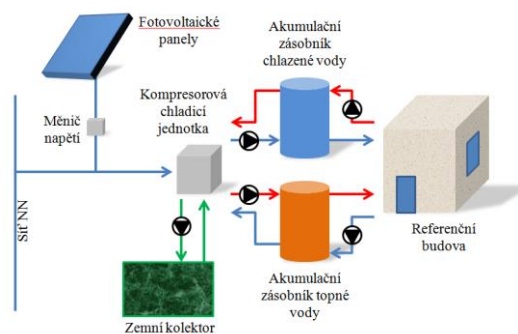 Fotovoltaické
panely
Akumulační
zásobník
chlazené vody
Kompresorová
chladicí
jednotka
Měnič
napětí
Síť NN
Referenční
budova
Akumulační
zásobník topné
vody
Zemní kolektor